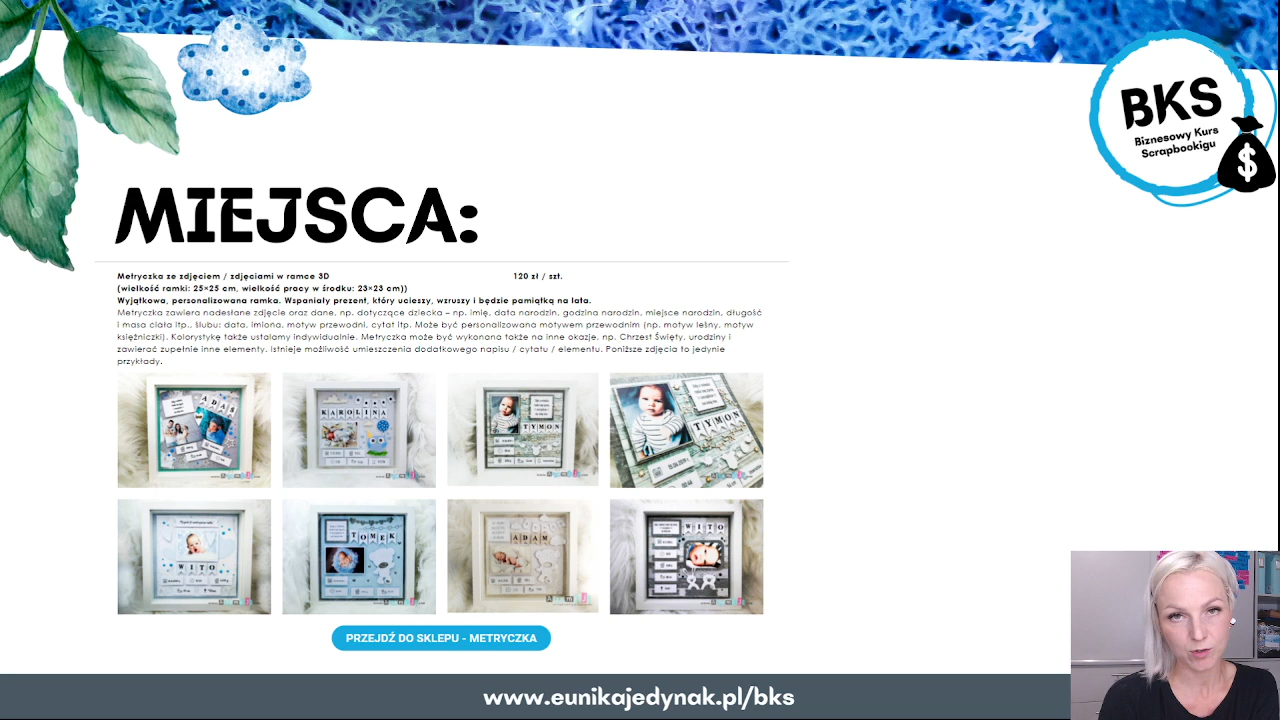 BKS
Biznesowy Kurs
Scrapbookigu
$
MIEJSCA:
Metryczka ze zdjęciem / zdjęciami w ramce 3D 120 zł / szt.
(wielkość ramki: 25×25 cm, wielkość pracy w środku: 23×23 cm))
Wyjątkowa, personalizowana ramka. Wspaniały prezent, który ucieszy, wzruszy i będzie pamiątką na lata.
Metryczka zawiera nadesłane zdjęcie oraz dane, np. dotyczące dziecka – np. imię, data narodzin, godzina narodzin, miejsce narodzin, długość
i masa ciała itp., ślubu: data, imiona, motyw przewodni, cytat itp. Może być personalizowana motywem przewodnim (np. motyw leśny, motyw
księżniczki). Kolorystykę także ustalamy indywidualnie. Metryczka może być wykonana także na inne okazje, np. Chrzest Święty, urodziny i
zawierać zupełnie inne elementy. Istnieje możliwość umieszczenia dodatkowego napisu / cytatu / elementu. Poniższe zdjęcia to jedynie
przykłady.
ADAŚ
KAROLINA
TYMON
TYMON
WITO
TOMEK
ADAM
WITO
PRZEJDŹ DO SKLEPU - METRYCZKA
www.eunikajedynak.pl/bks